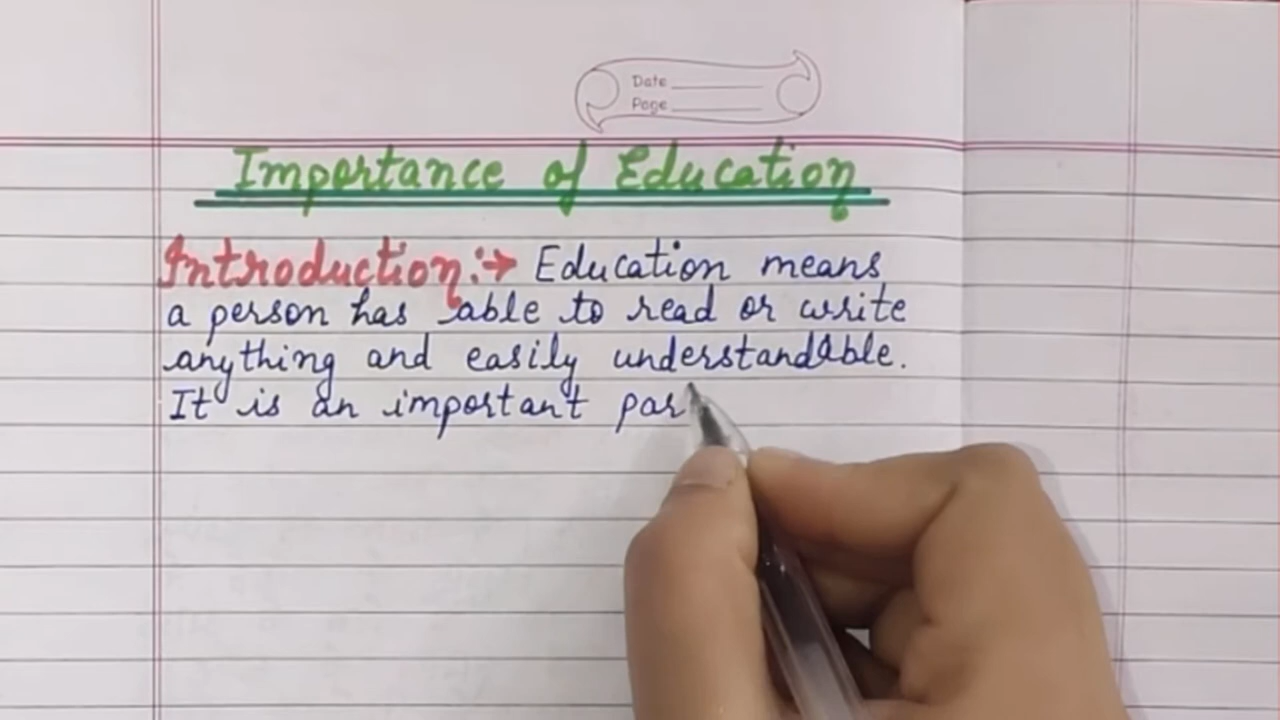 Date
Page
Importance of Education
Introduction:→ Education means
a person has able to read or write
anything and easily understandable.
It is an important par